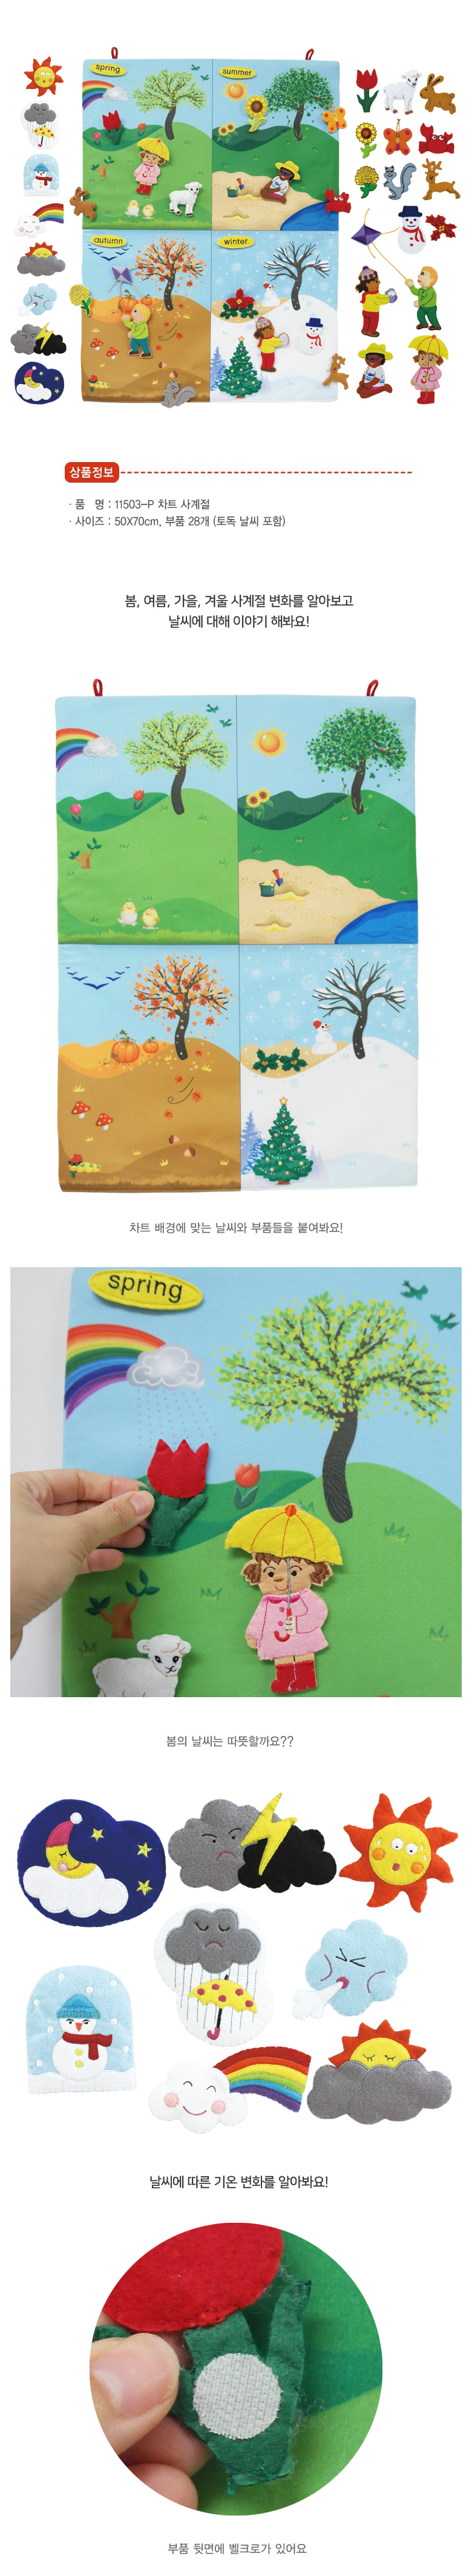 spring
summer
autumn
winter
상품정보
· 품 명 : 11503-P 차트 사계절
· 사이즈 : 50X70cm, 부품 28개 (토독 날씨 포함)
봄, 여름, 가을, 겨울 사계절 변화를 알아보고
날씨에 대해 이야기 해봐요!
차트 배경에 맞는 날씨와 부품들을 붙여봐요!
spring
봄의 날씨는 따뜻할까요??
날씨에 따른 기온 변화를 알아봐요!
부품 뒷면에 벨크로가 있어요